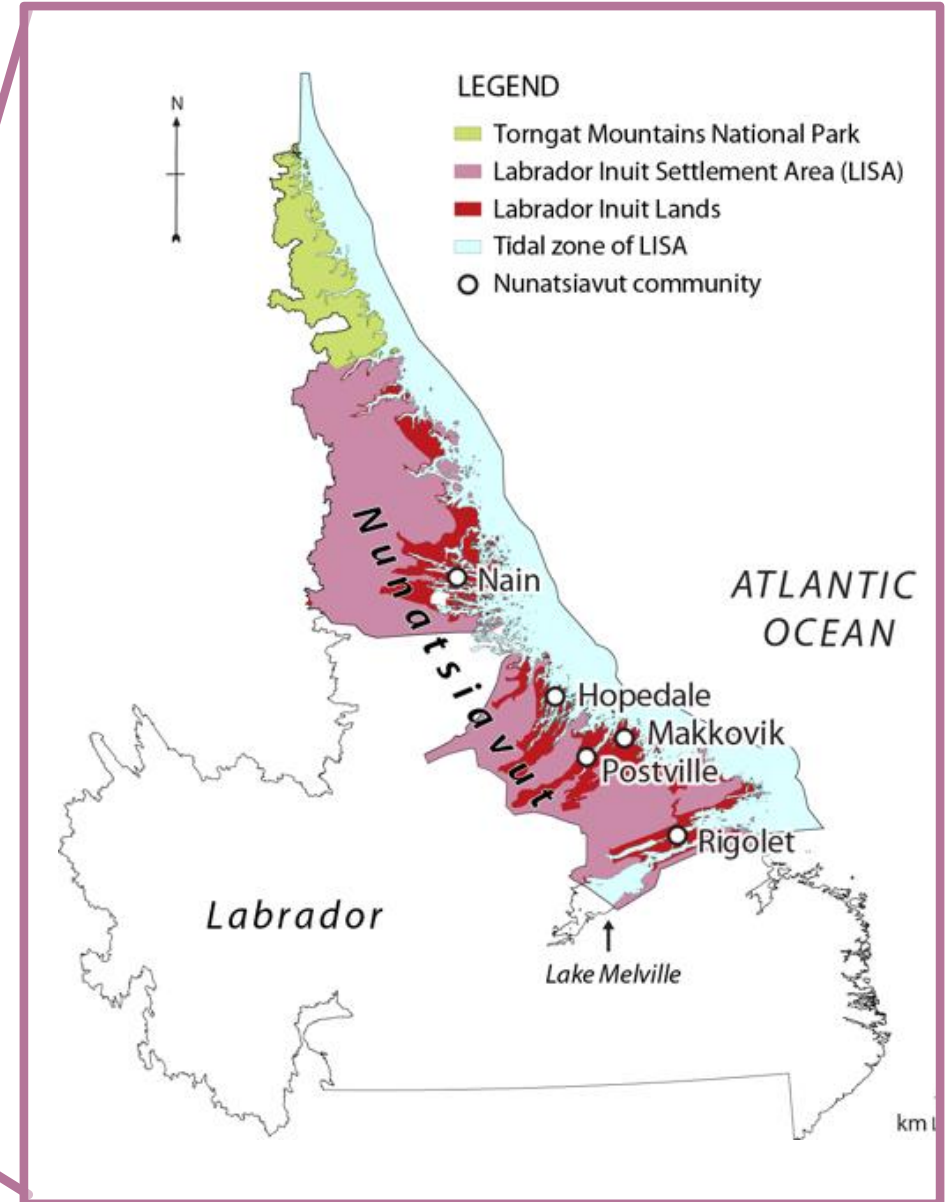 N
LEGEND
Torngat Mountains National Park
Labrador Inuit Settlement Area (LISA)
Labrador Inuit Lands
Tidal zone of LISA
Nunatsiavut community
Nunatsiavut
Nain
ATLANTIC
OCEAN
Hopedale
Makkovik
Postville
Rigolet
Labrador
Lake Melville
km